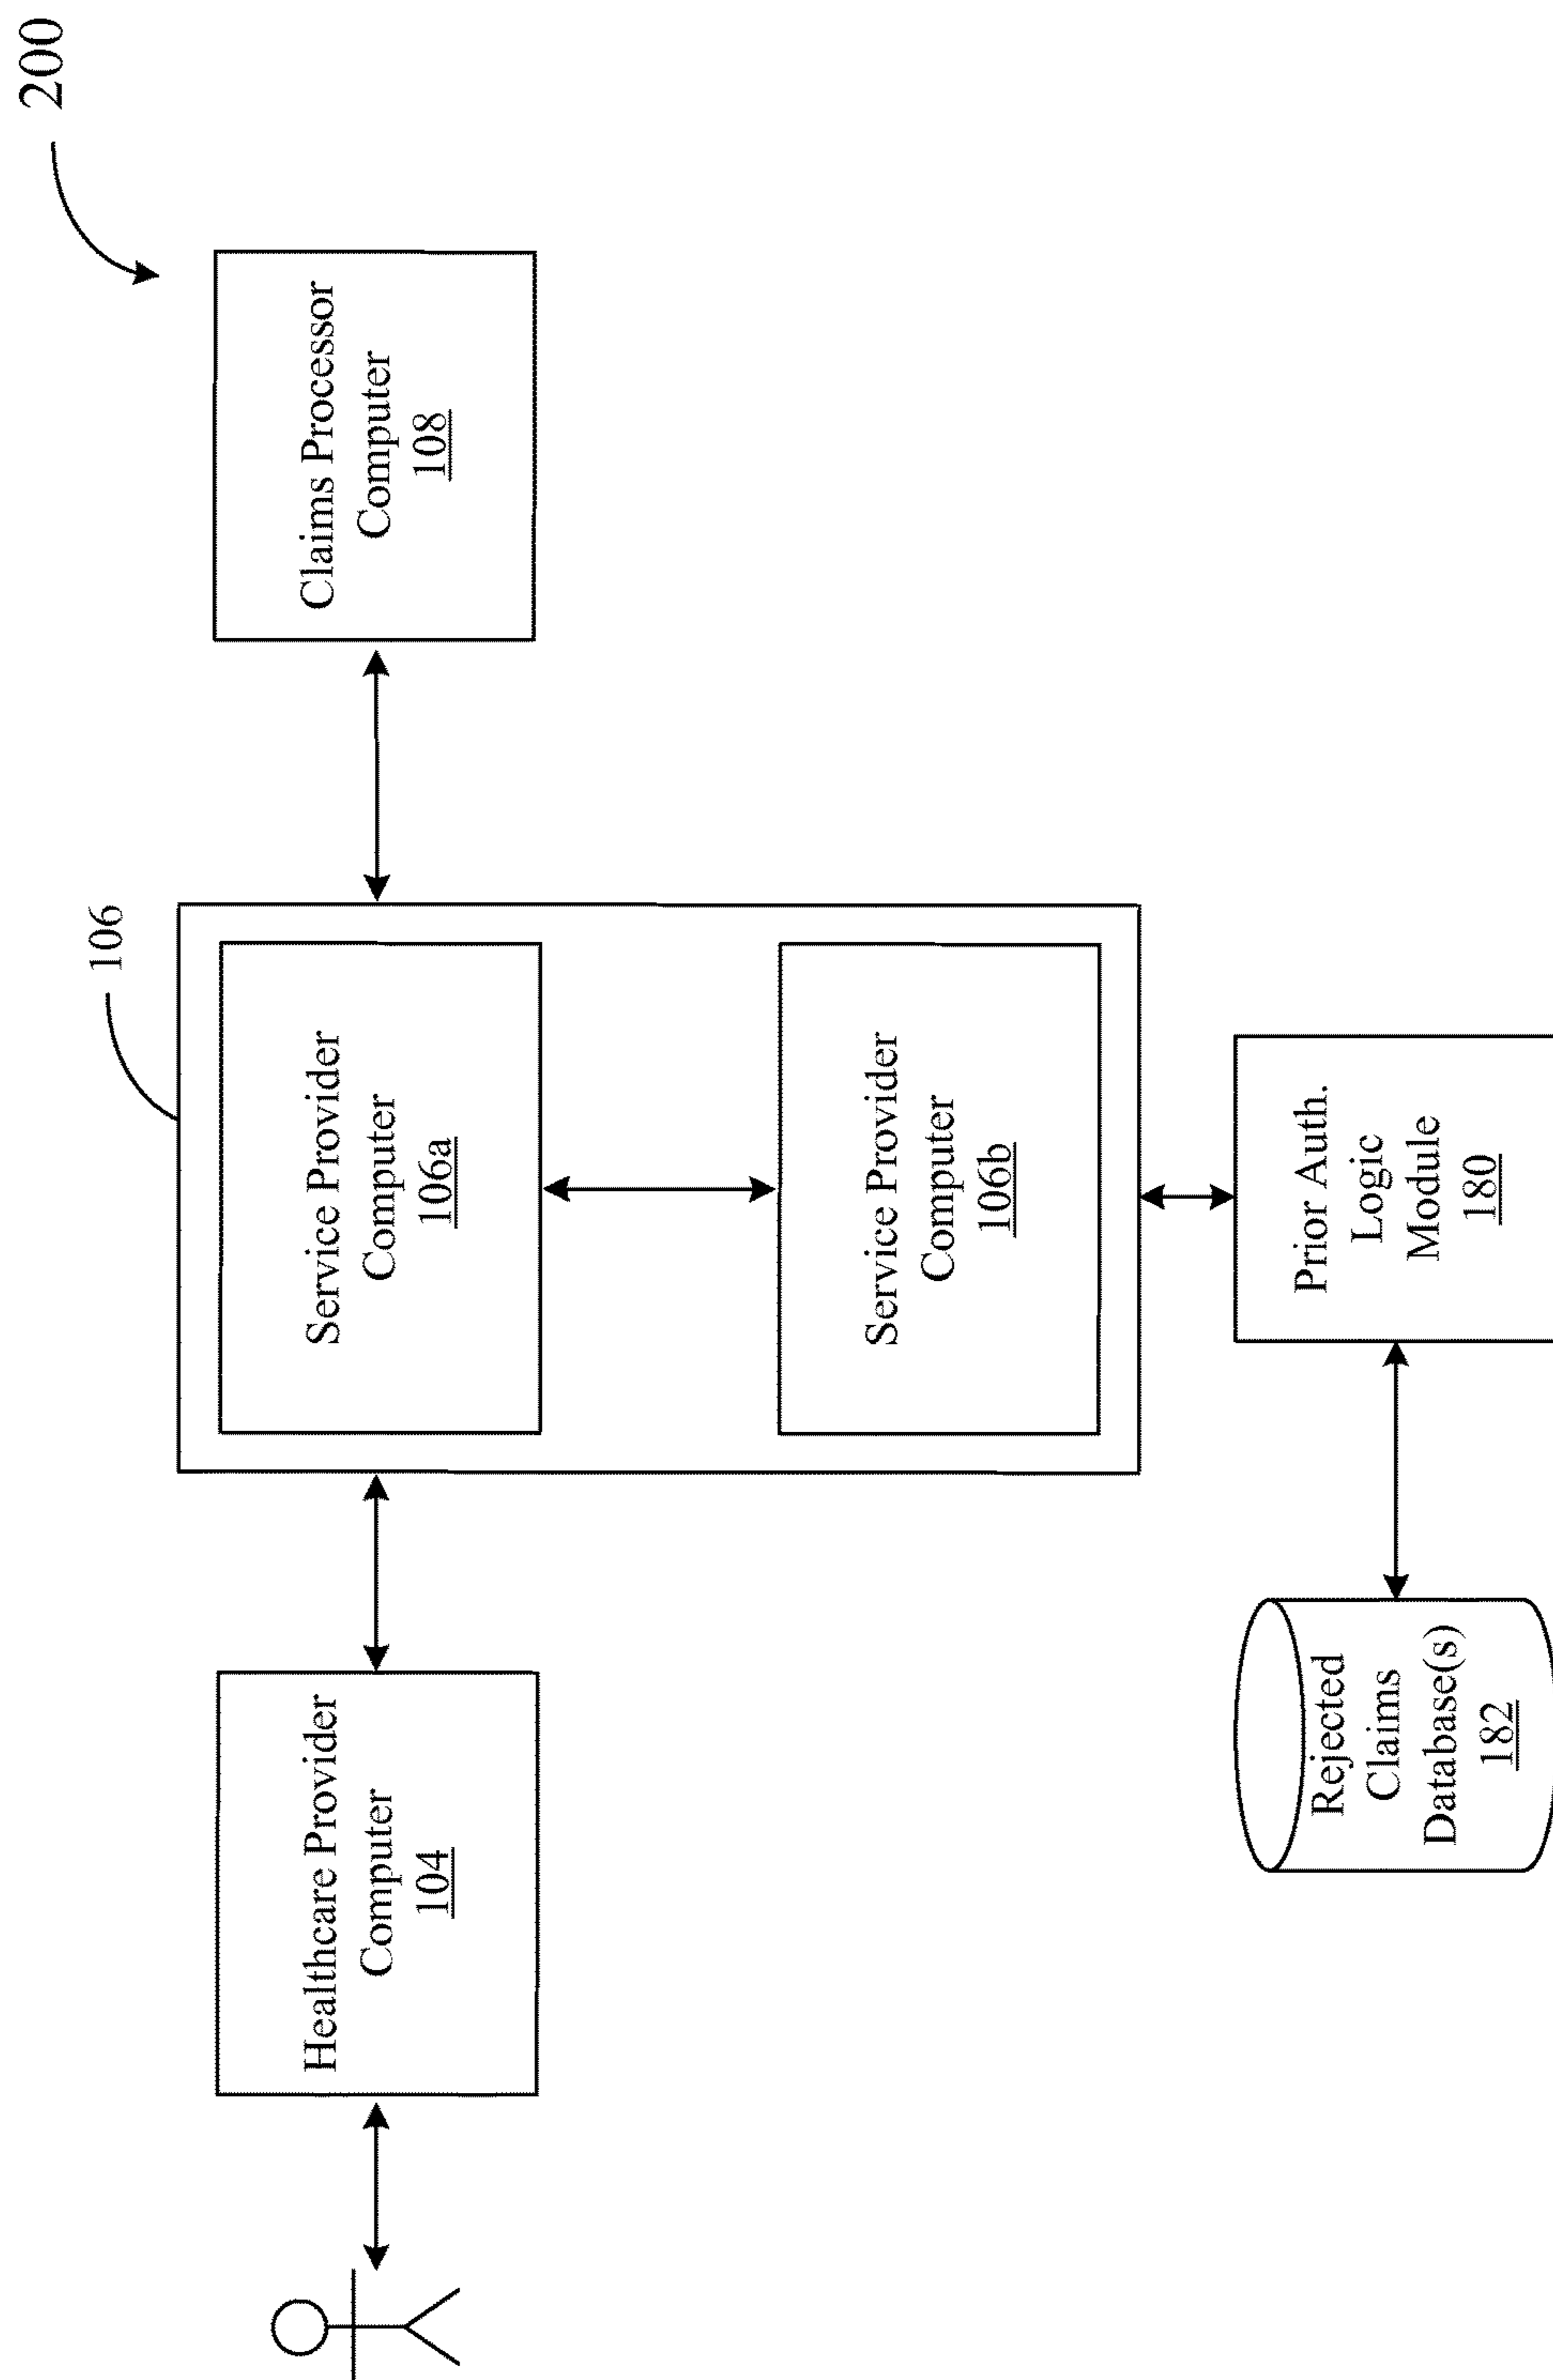 200
106
Healthcare Provider
Computer
104
Service Provider
Computer
106a
Claims Processor
Computer
108
Service Provider
Computer
106b
Rejected
Claims
Database(s)
182
Prior Auth.
Logic
Module
180